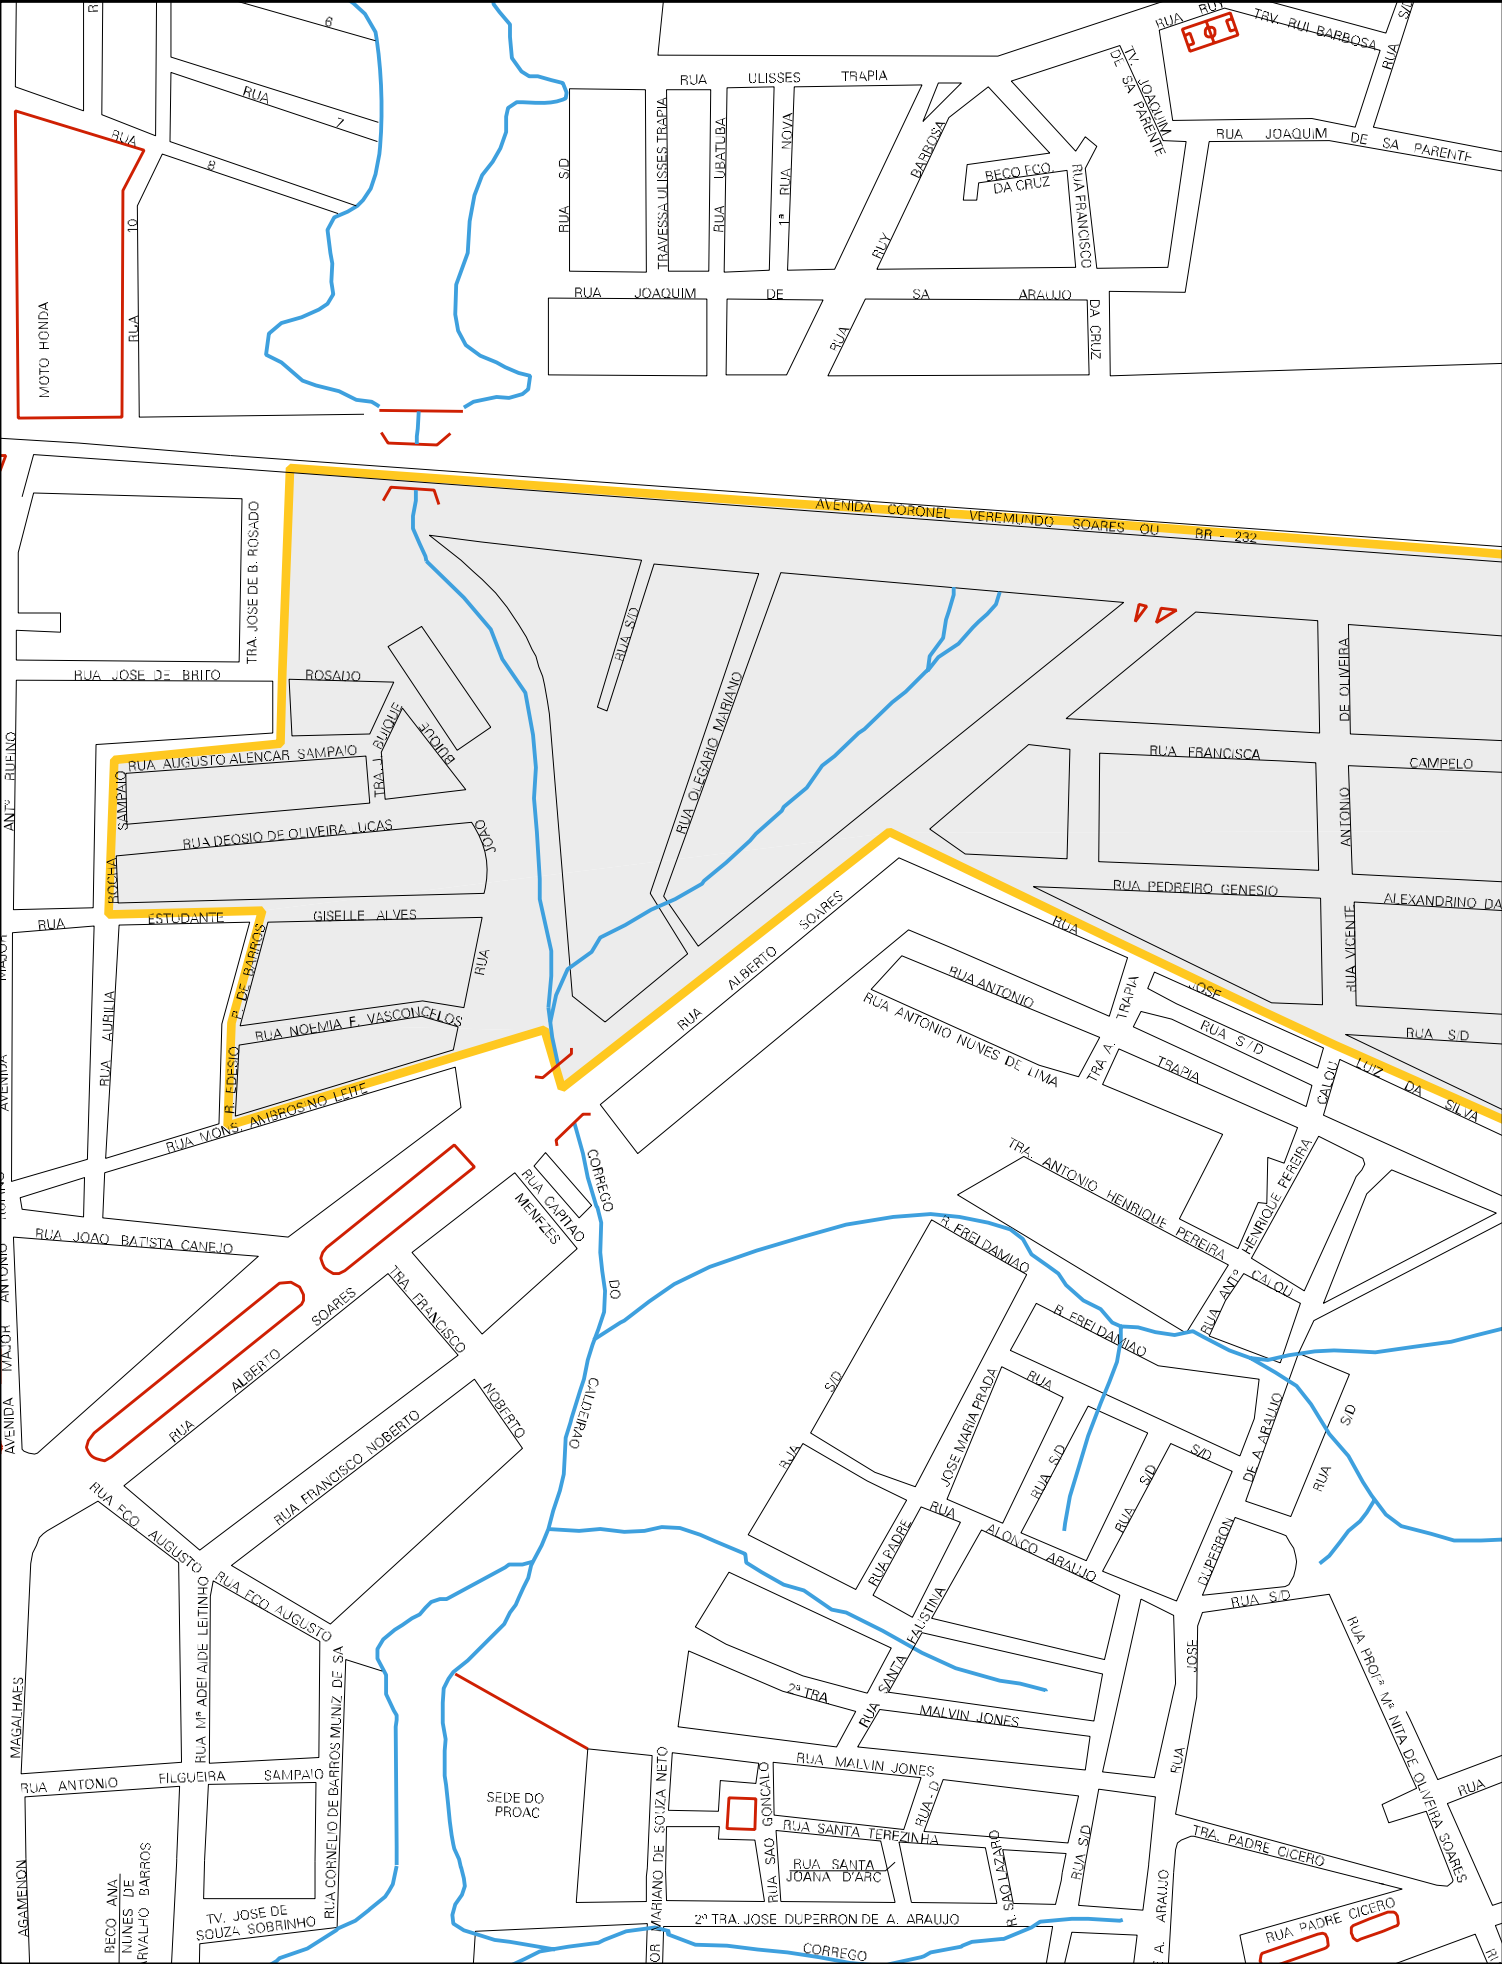 6
RUA
7
RUA
8
10
RUA
MOTO HONDA
RUA
TRV. RUI BARBOSA
RUA
TV. JOAQUIM
DE SA PARENTE
RUA JOAQUIM DE SA PARENTE
RUA ULISSES TRAPIA
RUA S/D
TRAVESSA ULISSES TRAPIA
RUA UBATUBA
1ª RUA NOVA
RUA RUY BARBOSA
BECO FCO.
DA CRUZ
RUA FRANCISCO DA CRUZ
RUA JOAQUIM DE SA ARAUJO
AVENIDA CORONEL VEREMUNDO SOARES OU BR - 232
TRA. JOSE DE B. ROSADO
RUA JOSE DE BRITO ROSADO
RUA S/D
RUA OLEGARIO MARIANO
TRA. J. BUIQUE
BUIQUE
JOAO
RUA
RUA AUGUSTO ALENCAR SAMPAIO
ROCHA SAMPAIO
RUA DEOSIO DE OLIVEIRA LUCAS
RUA ESTUDANTE GISELLE ALVES
R. EDESIO P. DE BARROS
RUA NOEMIA F. VASCONCELOS
RUA MONS. AMBROSINO LEITE
RUA AURILIA
AVENIDA MAJOR ANTº RUFINO
RUA FRANCISCA CAMPELO
RUA PEDREIRO GENESIO ALEXANDRINO DA
RUA VICENTE ANTONIO DE OLIVEIRA
RUA S/D
RUA JOSE LUIZ DA SILVA
RUA ALBERTO SOARES
RUA ANTONIO
RUA ANTONIO NUNES DE LIMA
TRA A. TRAPIA
RUA S/D
TRAPIA
CALOU
TRA. ANTONIO HENRIQUE PEREIRA
RUA ANTº HENRIQUE PEREIRA
CALOU
CORREGO DO CALDEIRAO
RUA CAPITAO
MENEZES
RUA JOAO BATISTA CANEJO
AVENIDA MAJOR ANTONIO RUFINO
RUA ALBERTO SOARES
TRA. FRANCISCO
NOBERTO
RUA FRANCISCO NOBERTO
RUA FCO. AUGUSTO
RUA FCO AUGUSTO
R. FREI DAMIAO
R. FREI DAMIAO
RUA S/D
RUA S/D
JOSE MARIA PRADA
RUA S/D
RUA S/D
RUA S/D
RUA PADRE
RUA ALONCO ARAUJO
RUA JOSE DUPERRON DE A. ARAUJO
RUA S/D
RUA SANTA FAUSTINA
2ª TRA MALVIN JONES
RUA MALVIN JONES
RUA PROFª Mª NITA DE OLIVEIRA SOARES
RUA
TRA. PADRE CICERO
RUA PADRE CICERO
AGAMENON MAGALHAES
RUA Mª ADELAIDE LEITINHO
RUA CORNELIO DE BARROS MUNIZ DE SA
RUA ANTONIO FILGUEIRA SAMPAIO
BECO ANA
NUNES DE
RVALHO BARROS
TV. JOSE DE
SOUZA SOBRINHO
SEDE DO
PROAC
OR MARIANO DE SOUZA NETO
RUA SAO GONCALO
RUA - D
RUA SANTA TEREZINHA
RUA SANTA
JOANA D'ARC
R. SAO LAZARO
RUA S/D
2ª TRA. JOSE DUPERRON DE A. ARAUJO
CORREGO
E A. ARAUJO